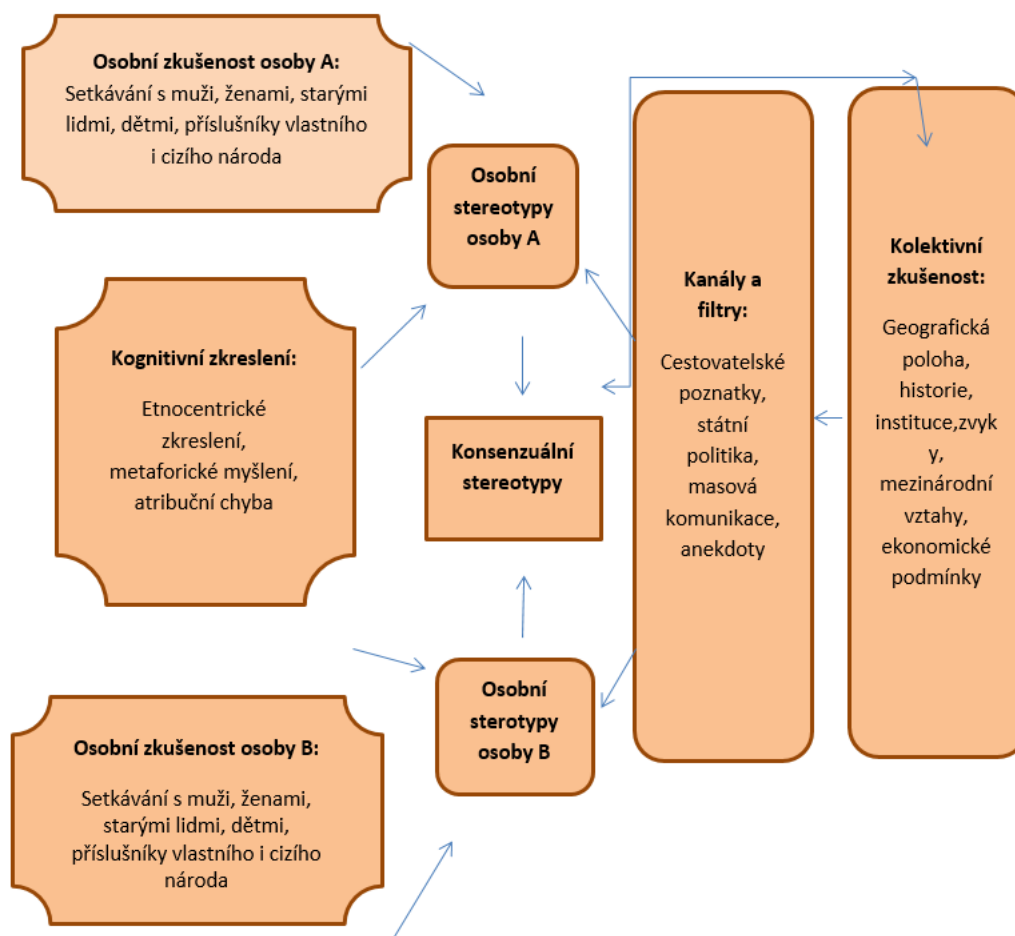 Osobní zkušenost osoby A:
Setkávání s muži, ženami, starými
lidmi, dětmi, příslušníky vlastního
i cizího národa
Osobní
stereotypy
osoby A
Kognitivní zkreslení:
Etnocentrické
zkreslení,
metaforické myšlení,
atribuční chyba
Konsenzuální
stereotypy
Kanály a
filtry:
Cestovatelské
poznatky,
státní
politika,
masová
komunikace,
anekdoty
Kolektivní
zkušenost:
Geografická
poloha,
historie,
instituce,zvyk
y,
mezinárodní
vztahy,
ekonomické
podmínky
Osobní
sterotypy
osoby B
Osobní zkušenost osoby B:
Setkávání s muži, ženami,
starými lidmi, dětmi,
příslušníky vlastního i cizího
národa